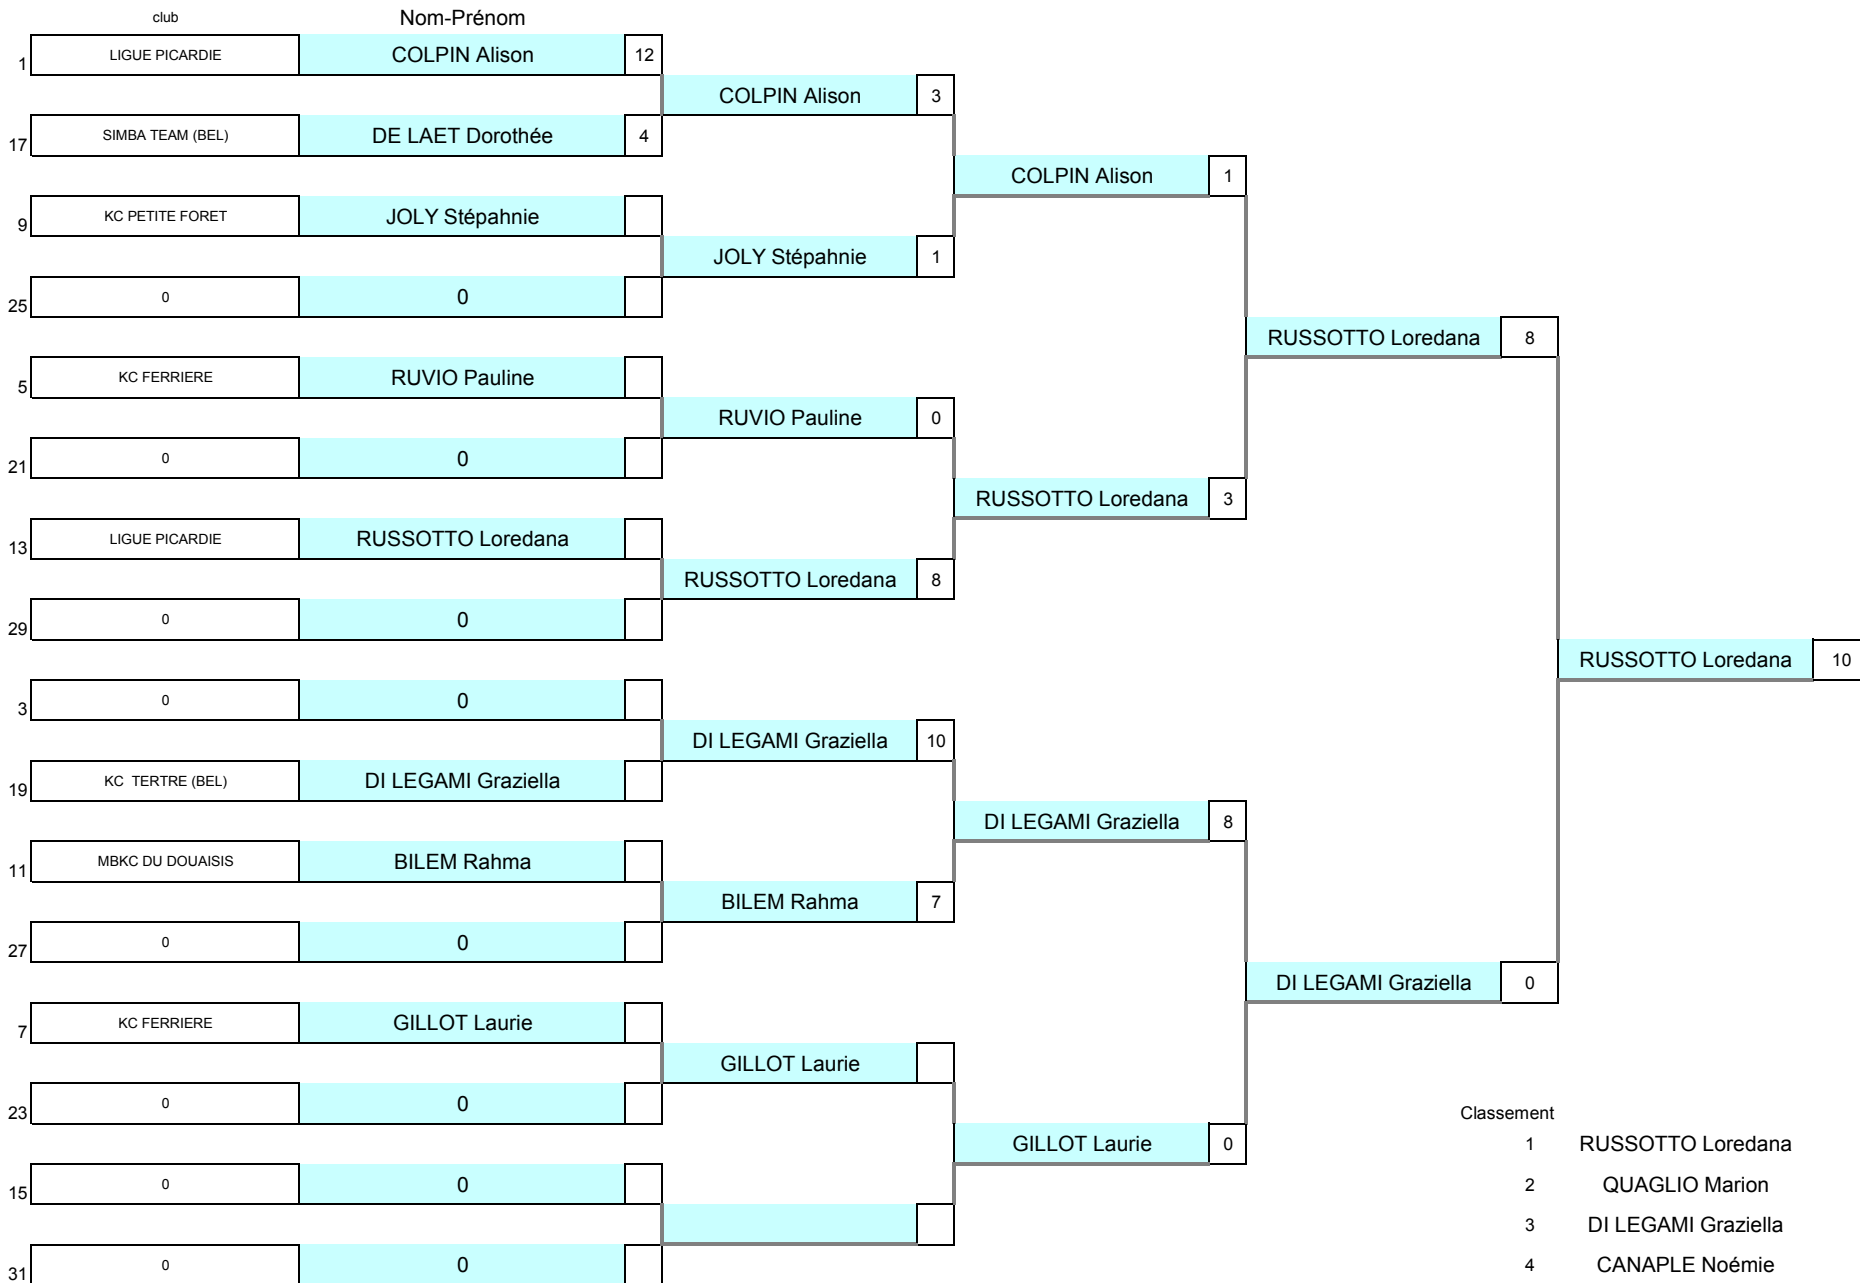 club Nom-Prénom
1 LIGUE PICARDIE COLPIN Alison 12
COLPIN Alison 3
17 SIMBA TEAM (BEL) DE LAET Dorothée 4
COLPIN Alison 1
9 KC PETITE FORET JOLY Stépahnie
JOLY Stépahnie 1
25 0 0
RUSSOTTO Loredana 8
5 KC FERRIERE RUVIO Pauline
RUVIO Pauline 0
21 0 0
RUSSOTTO Loredana 3
13 LIGUE PICARDIE RUSSOTTO Loredana
RUSSOTTO Loredana 8
29 0 0
RUSSOTTO Loredana 10
3 0 0
DI LEGAMI Graziella 10
19 KC TERTRE (BEL) DI LEGAMI Graziella
DI LEGAMI Graziella 8
11 MBKC DU DOUAISIS BILEM Rahma
BILEM Rahma 7
27 0 0
DI LEGAMI Graziella 0
7 KC FERRIERE GILLOT Laurie
GILLOT Laurie
23 0 0
Classement
GILLOT Laurie 0
1 RUSSOTTO Loredana
15 0 0
2 QUAGLIO Marion
3 DI LEGAMI Graziella
31 0 0
4 CANAPLE Noémie